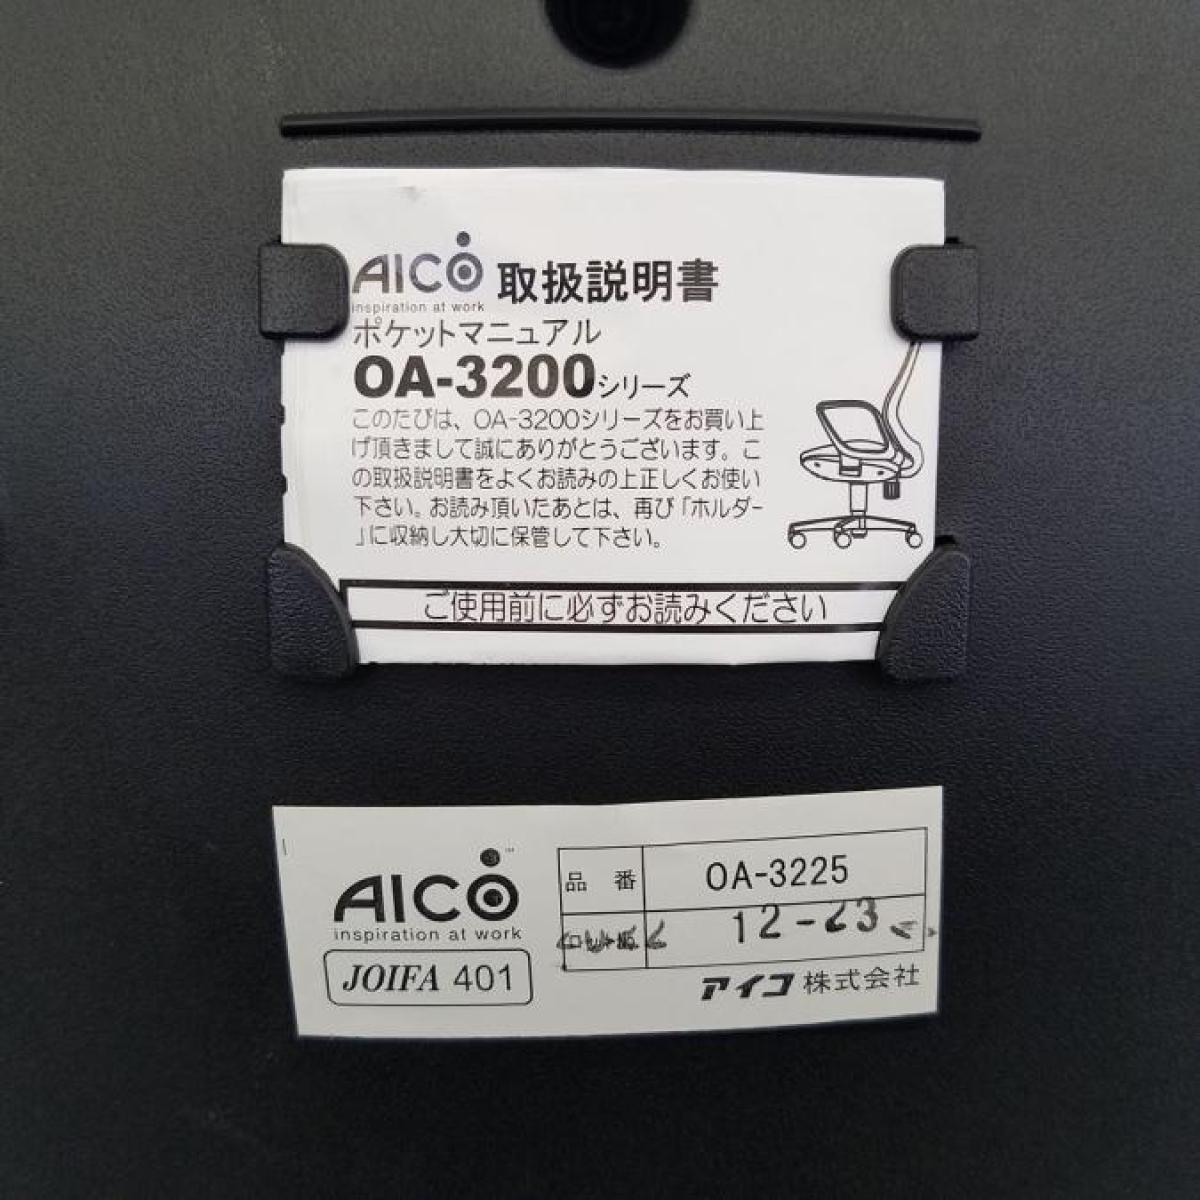 AICO 取扱説明書
inspiration at work
ポケットマニュアル
OA-3200シリーズ
このたびは、OA-3200シリーズをお買い上
げ頂きまして誠にありがとうございます。こ
の取扱説明書をよくお読みの上正しくお使い
下さい。お読み頂いたあとは、再び「ホルダー
」に収納し大切に保管して下さい。
ご使用前に必ずお読みください
AICO™
inspiration at work
JOIFA 401
品番 OA-3225
12-23
アイコ株式会社